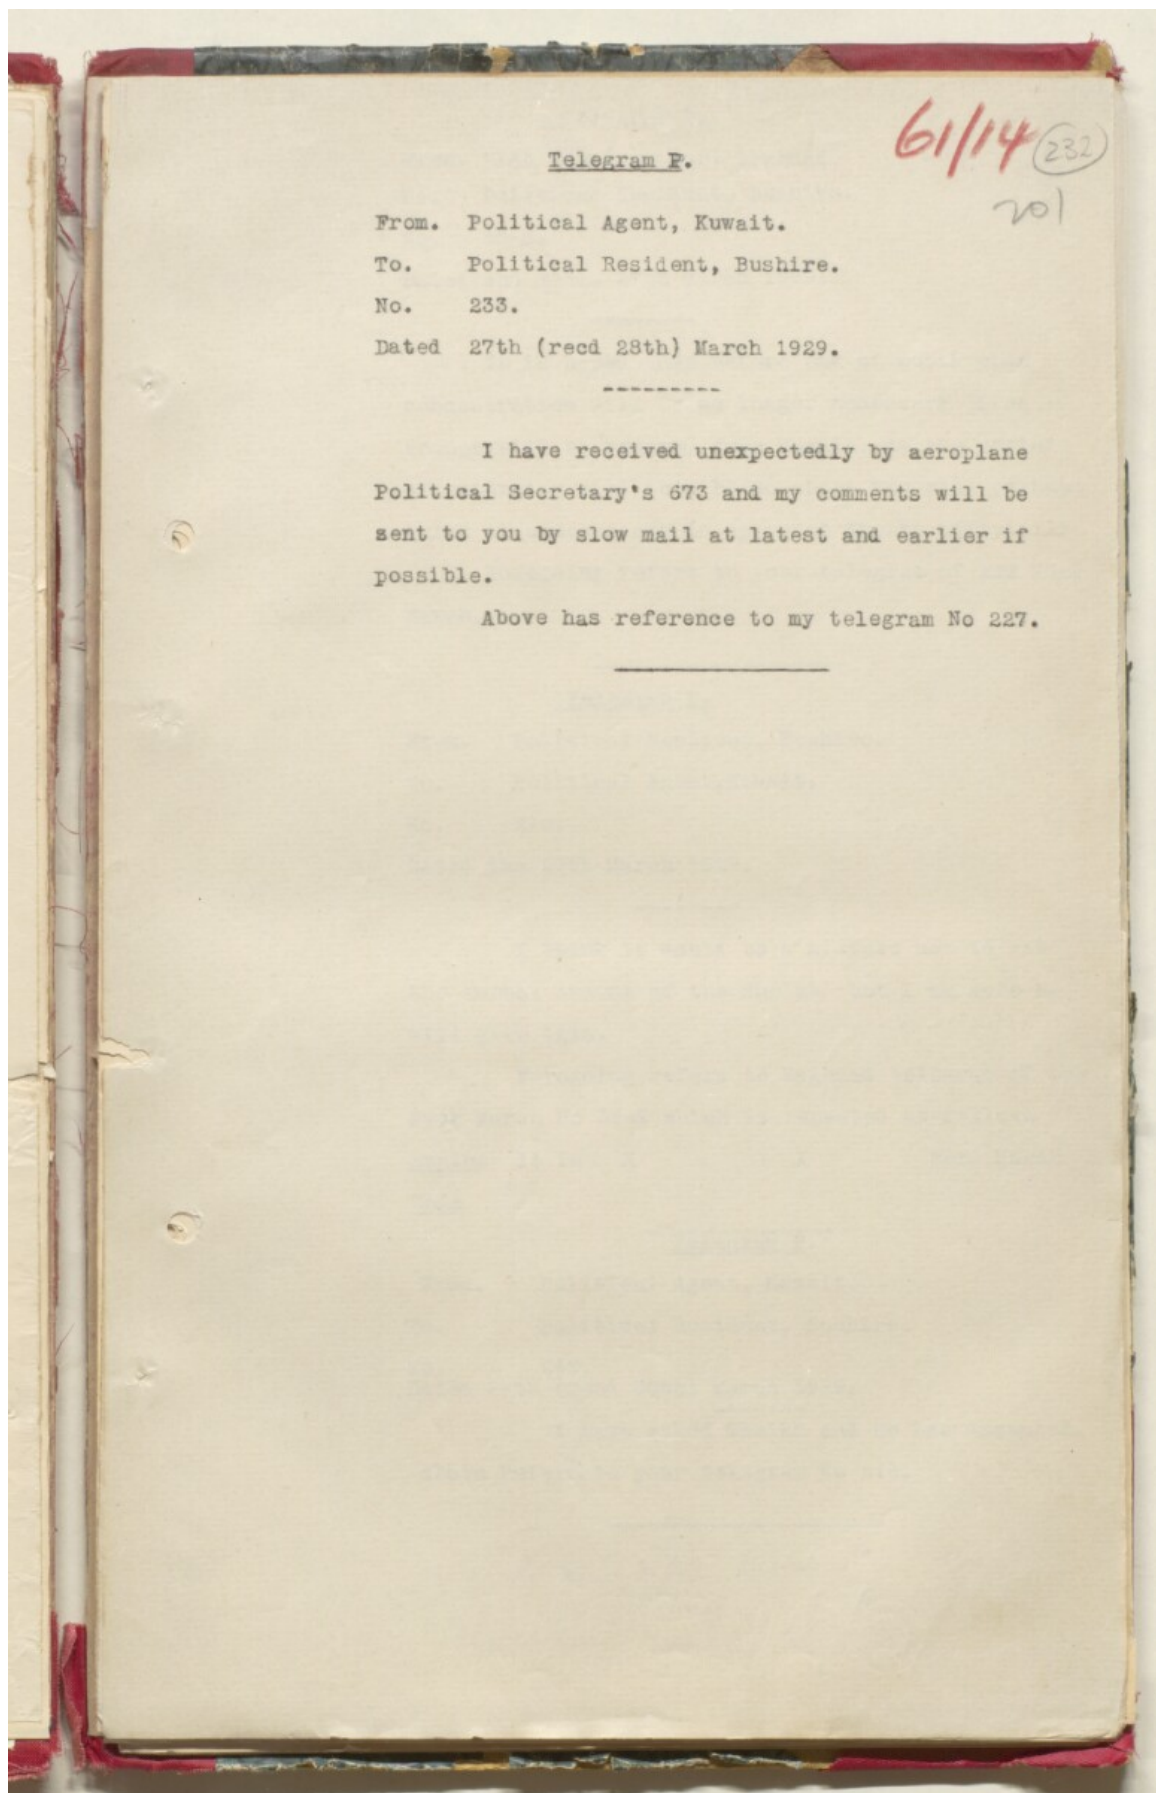 61/14
232
201
Telegram P.
From. Political Agent, Kuwait.
To. Political Resident, Bushire.
No. 233.
Dated 27th (recd 28th) March 1929.
---------
I have received unexpectedly by aeroplane
Political Secretary's 673 and my comments will be
sent to you by slow mail at latest and earlier if
possible.
Above has reference to my telegram No 227.